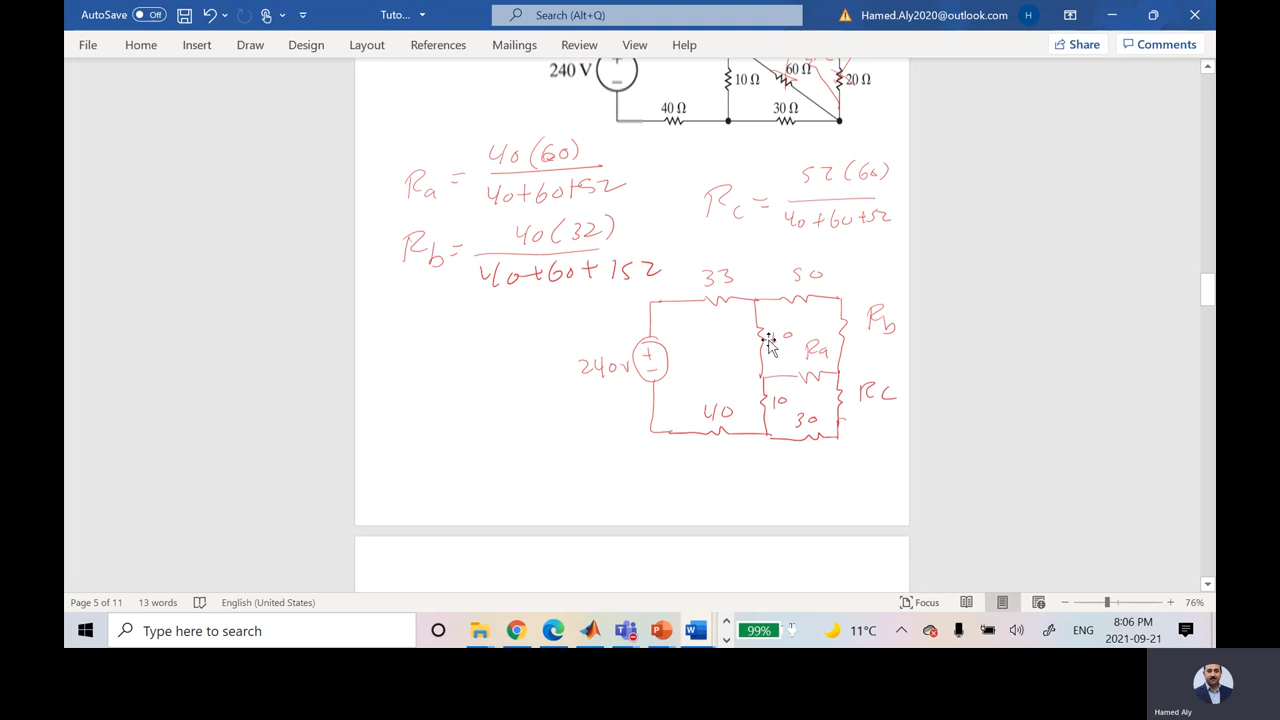 AutoSave Off Tuto... Search (Alt+Q) Hamed.Aly2020@outlook.com H
File Home Insert Draw Design Layout References Mailings Review View Help Share Comments
240 V + − 10 Ω 60 Ω 20 Ω
40 Ω 30 Ω
Ra = 40(60) / 40+60+52
Rc = 52(60) / 40+60+52
Rb = 40(32) / 40+60+152
33 50
Rb
240v + − 10 Ra
10 Rc
40 30
Page 5 of 11 13 words English (United States) Focus 76%
Type here to search 99% 11°C ENG 8:06 PM 2021-09-21
Hamed Aly